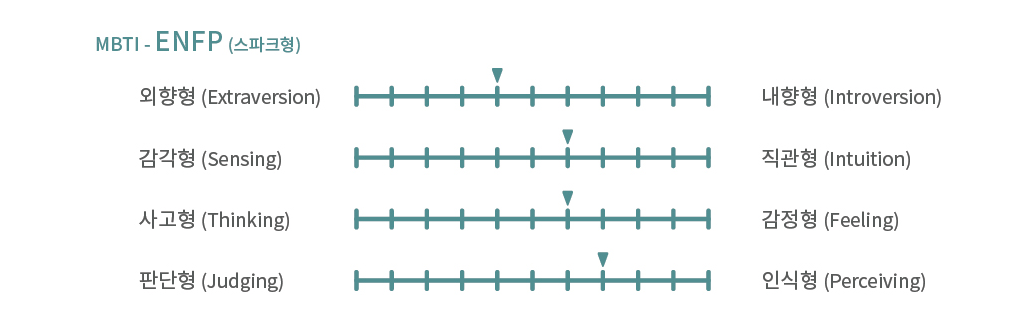 MBTI - ENFP (스파크형)
외향형 (Extraversion) 내향형 (Introversion)
감각형 (Sensing) 직관형 (Intuition)
사고형 (Thinking) 감정형 (Feeling)
판단형 (Judging) 인식형 (Perceiving)